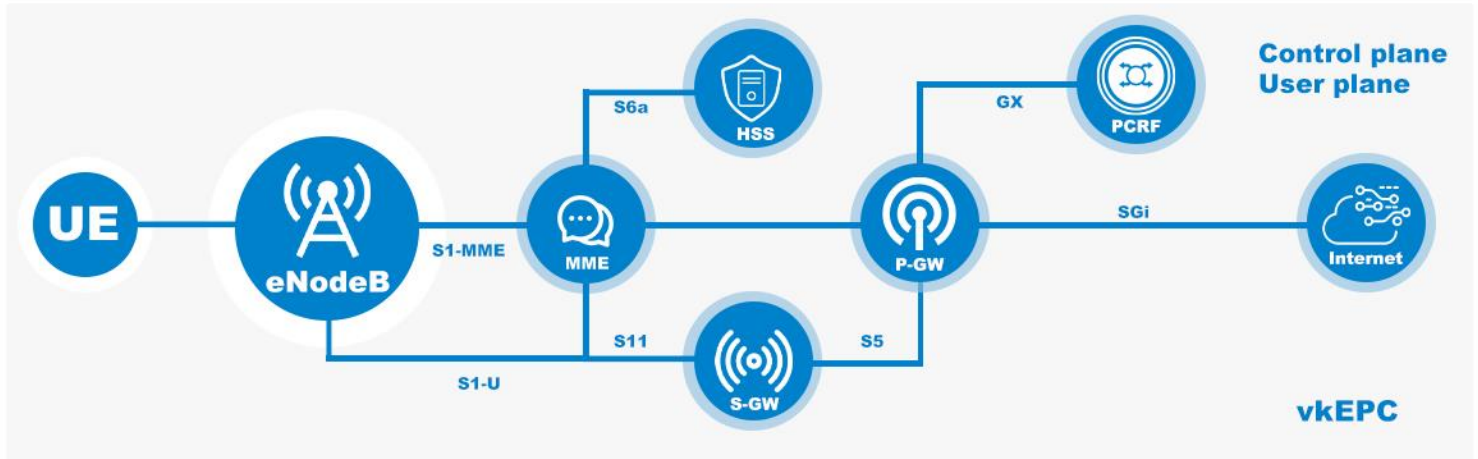 Control plane
User plane
S6a
HSS
GX
PCRF
UE
eNodeB
S1-MME
MME
P-GW
SGi
Internet
S1-U
S11
S-GW
S5
vkEPC